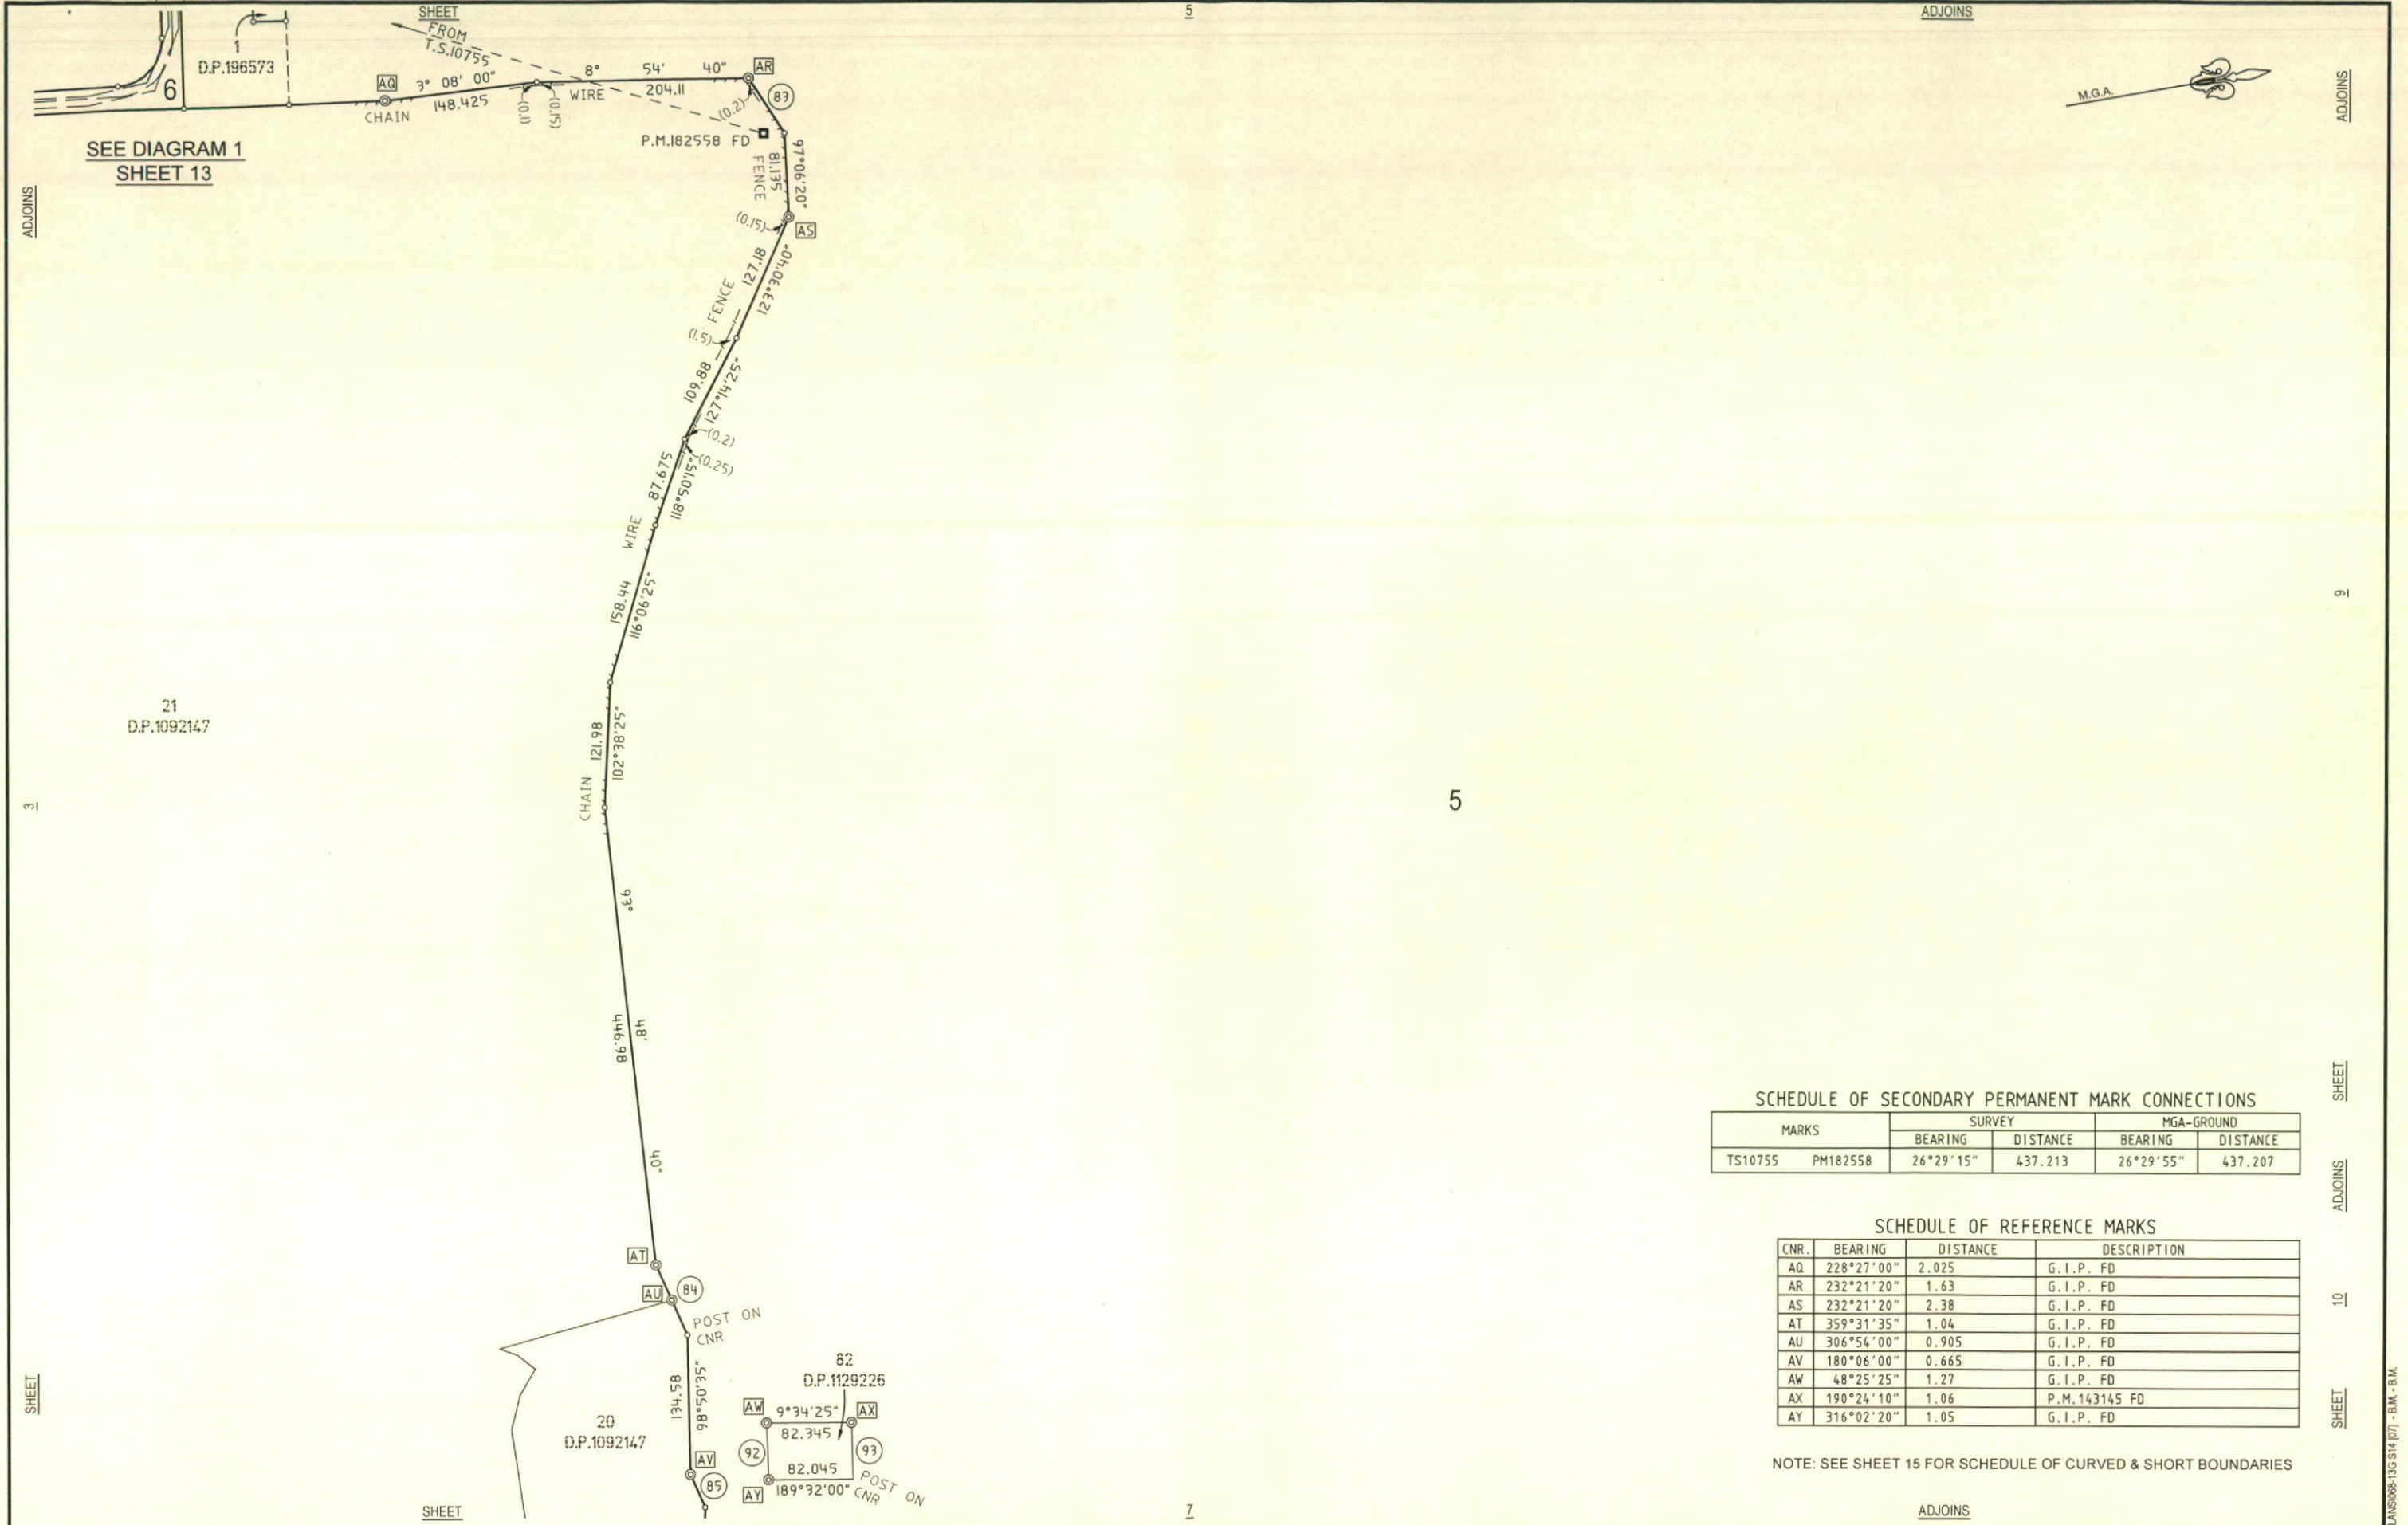 SHEET
5
ADJOINS
1
D.P.196573
6
FROM
T.S.10755
AQ
3° 08' 00"
148.425
CHAIN
(0.1)
(0.15)
8° 54' 40"
WIRE
204.11
AR
(0.2)
83
P.M.182558 FD
97°06'20"
81.135
FENCE
(0.15)
AS
M.G.A.
ADJOINS
SEE DIAGRAM 1
SHEET 13
ADJOINS
127.18
123°30'40"
FENCE
(1.5)
109.88
127°14'25"
(0.2)
(0.25)
87.675
118°50'15"
WIRE
158.44
116°06'25"
9
21
D.P.1092147
121.98
102°38'25"
CHAIN
3
5
93° 48' 40"
446.98
SHEET
SCHEDULE OF SECONDARY PERMANENT MARK CONNECTIONS
MARKS SURVEY MGA-GROUND
BEARING DISTANCE BEARING DISTANCE
TS10755 PM182558 26°29'15" 437.213 26°29'55" 437.207
ADJOINS
SCHEDULE OF REFERENCE MARKS
CNR. BEARING DISTANCE DESCRIPTION
AQ 228°27'00" 2.025 G.I.P. FD
AR 232°21'20" 1.63 G.I.P. FD
AS 232°21'20" 2.38 G.I.P. FD
AT 359°31'35" 1.04 G.I.P. FD
AU 306°54'00" 0.905 G.I.P. FD
AV 180°06'00" 0.665 G.I.P. FD
AW 48°25'25" 1.27 G.I.P. FD
AX 190°24'10" 1.06 P.M.143145 FD
AY 316°02'20" 1.05 G.I.P. FD
10
NOTE: SEE SHEET 15 FOR SCHEDULE OF CURVED & SHORT BOUNDARIES
SHEET
AT
AU
84
POST ON
CNR
134.58
98°50'35"
82
D.P.1129226
AW
9°34'25"
AX
82.345
92
93
82.045
AY
189°32'00"
POST ON
CNR
20
D.P.1092147
AV
85
SHEET
SHEET
7
ADJOINS